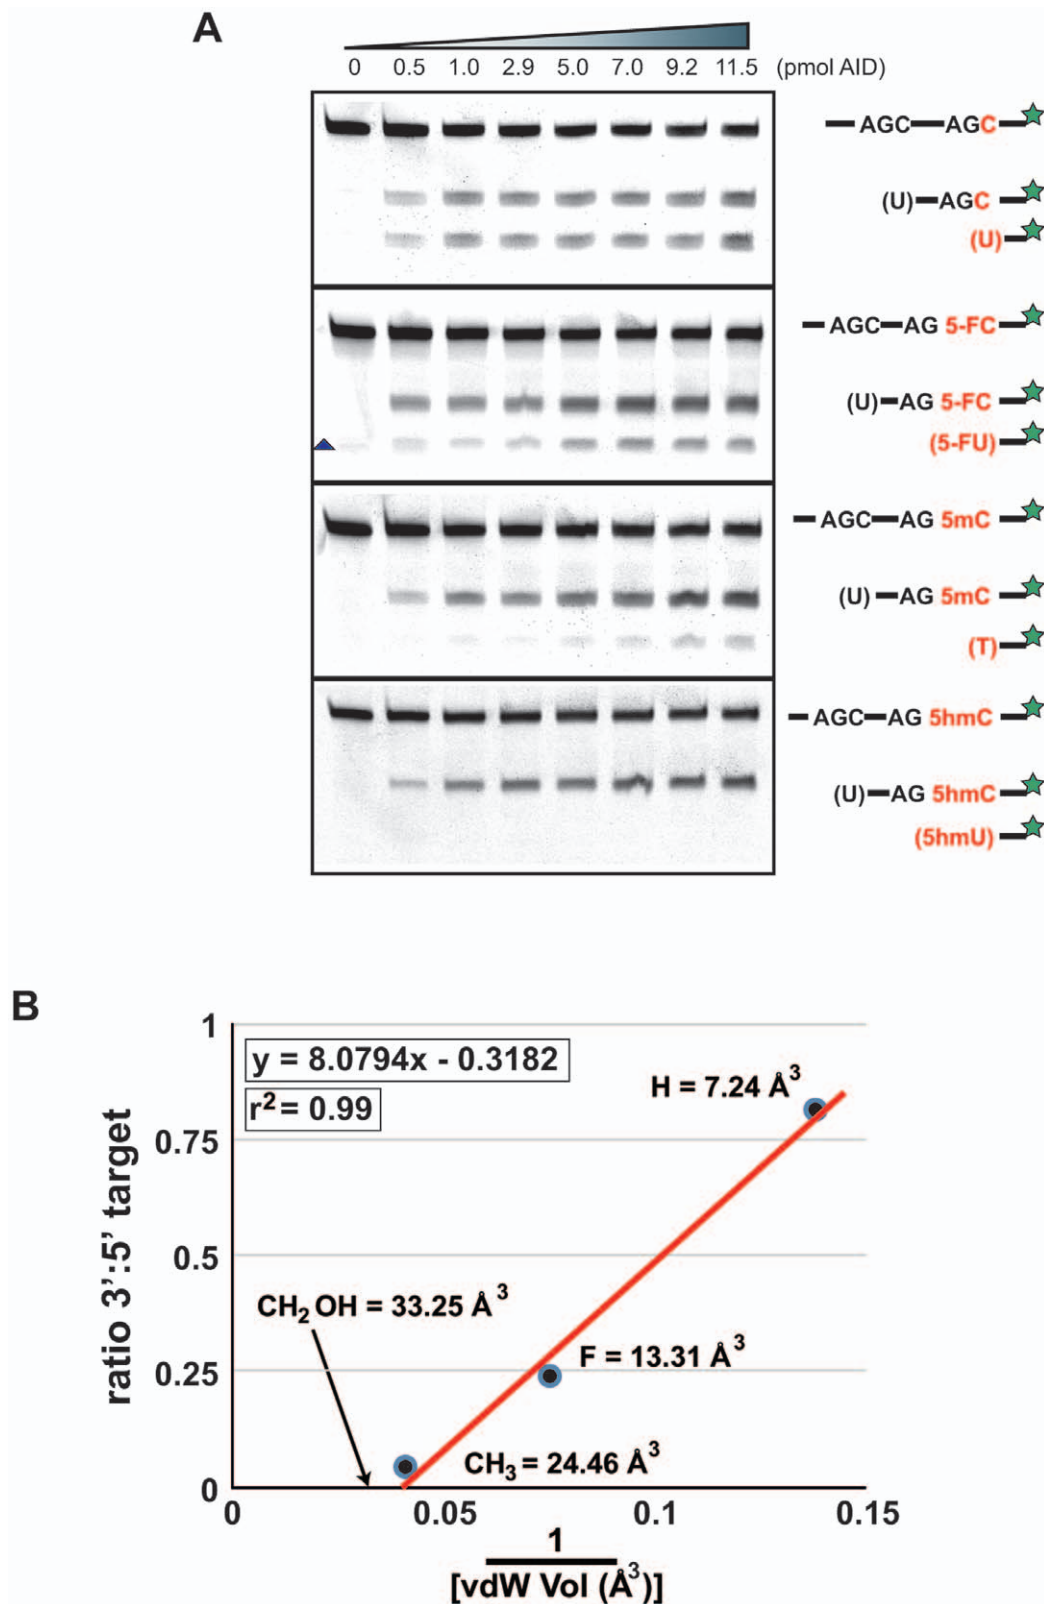 A
0 0.5 1.0 2.9 5.0 7.0 9.2 11.5 (pmol AID)
AGC AGC
(U) AGC
(U)
AGC AG 5-FC
(U) AG 5-FC
(5-FU)
AGC AG 5mC
(U) AG 5mC
(T)
AGC AG 5hmC
(U) AG 5hmC
(5hmU)
B
y = 8.0794x - 0.3182
r² = 0.99
ratio 3':5' target
1
0.75
0.5
0.25
0
H = 7.24 Å³
CH₂ OH = 33.25 Å³
F = 13.31 Å³
CH₃ = 24.46 Å³
0 0.05 0.1 0.15
1
[vdW Vol (Å³)]